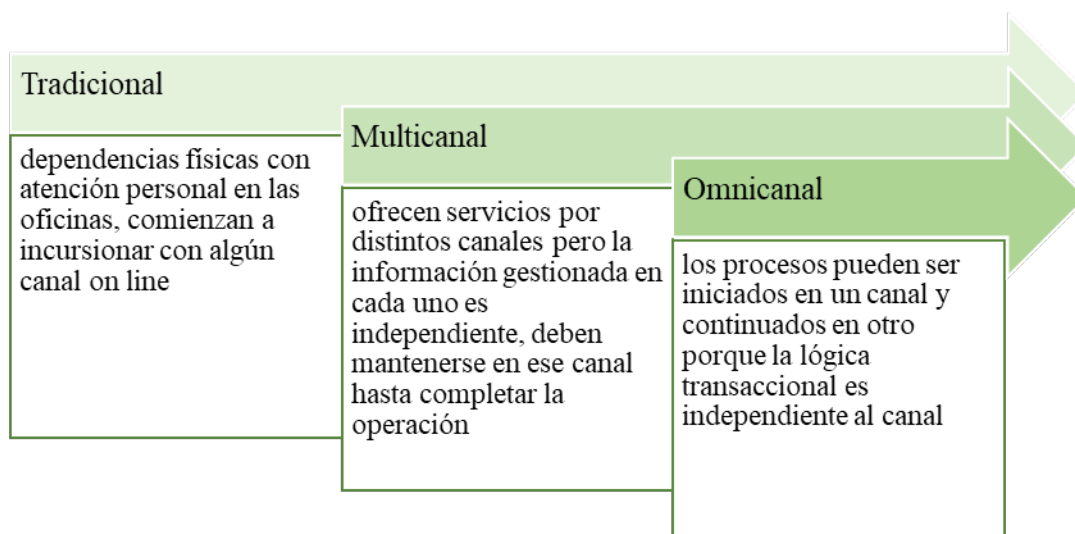 Tradicional
dependencias físicas con
atención personal en las
oficinas, comienzan a
incursionar con algún
canal on line
Multicanal
ofrecen servicios por
distintos canales pero la
información gestionada en
cada uno es
independiente, deben
mantenerse en ese canal
hasta completar la
operación
Omnicanal
los procesos pueden ser
iniciados en un canal y
continuados en otro
porque la lógica
transaccional es
independiente al canal